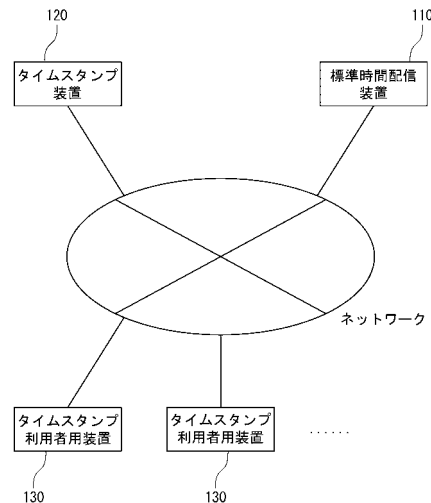 120
110
タイムスタンプ
装置
標準時間配信
装置
ネットワーク
タイムスタンプ
利用者用装置
タイムスタンプ
利用者用装置
......
130
130